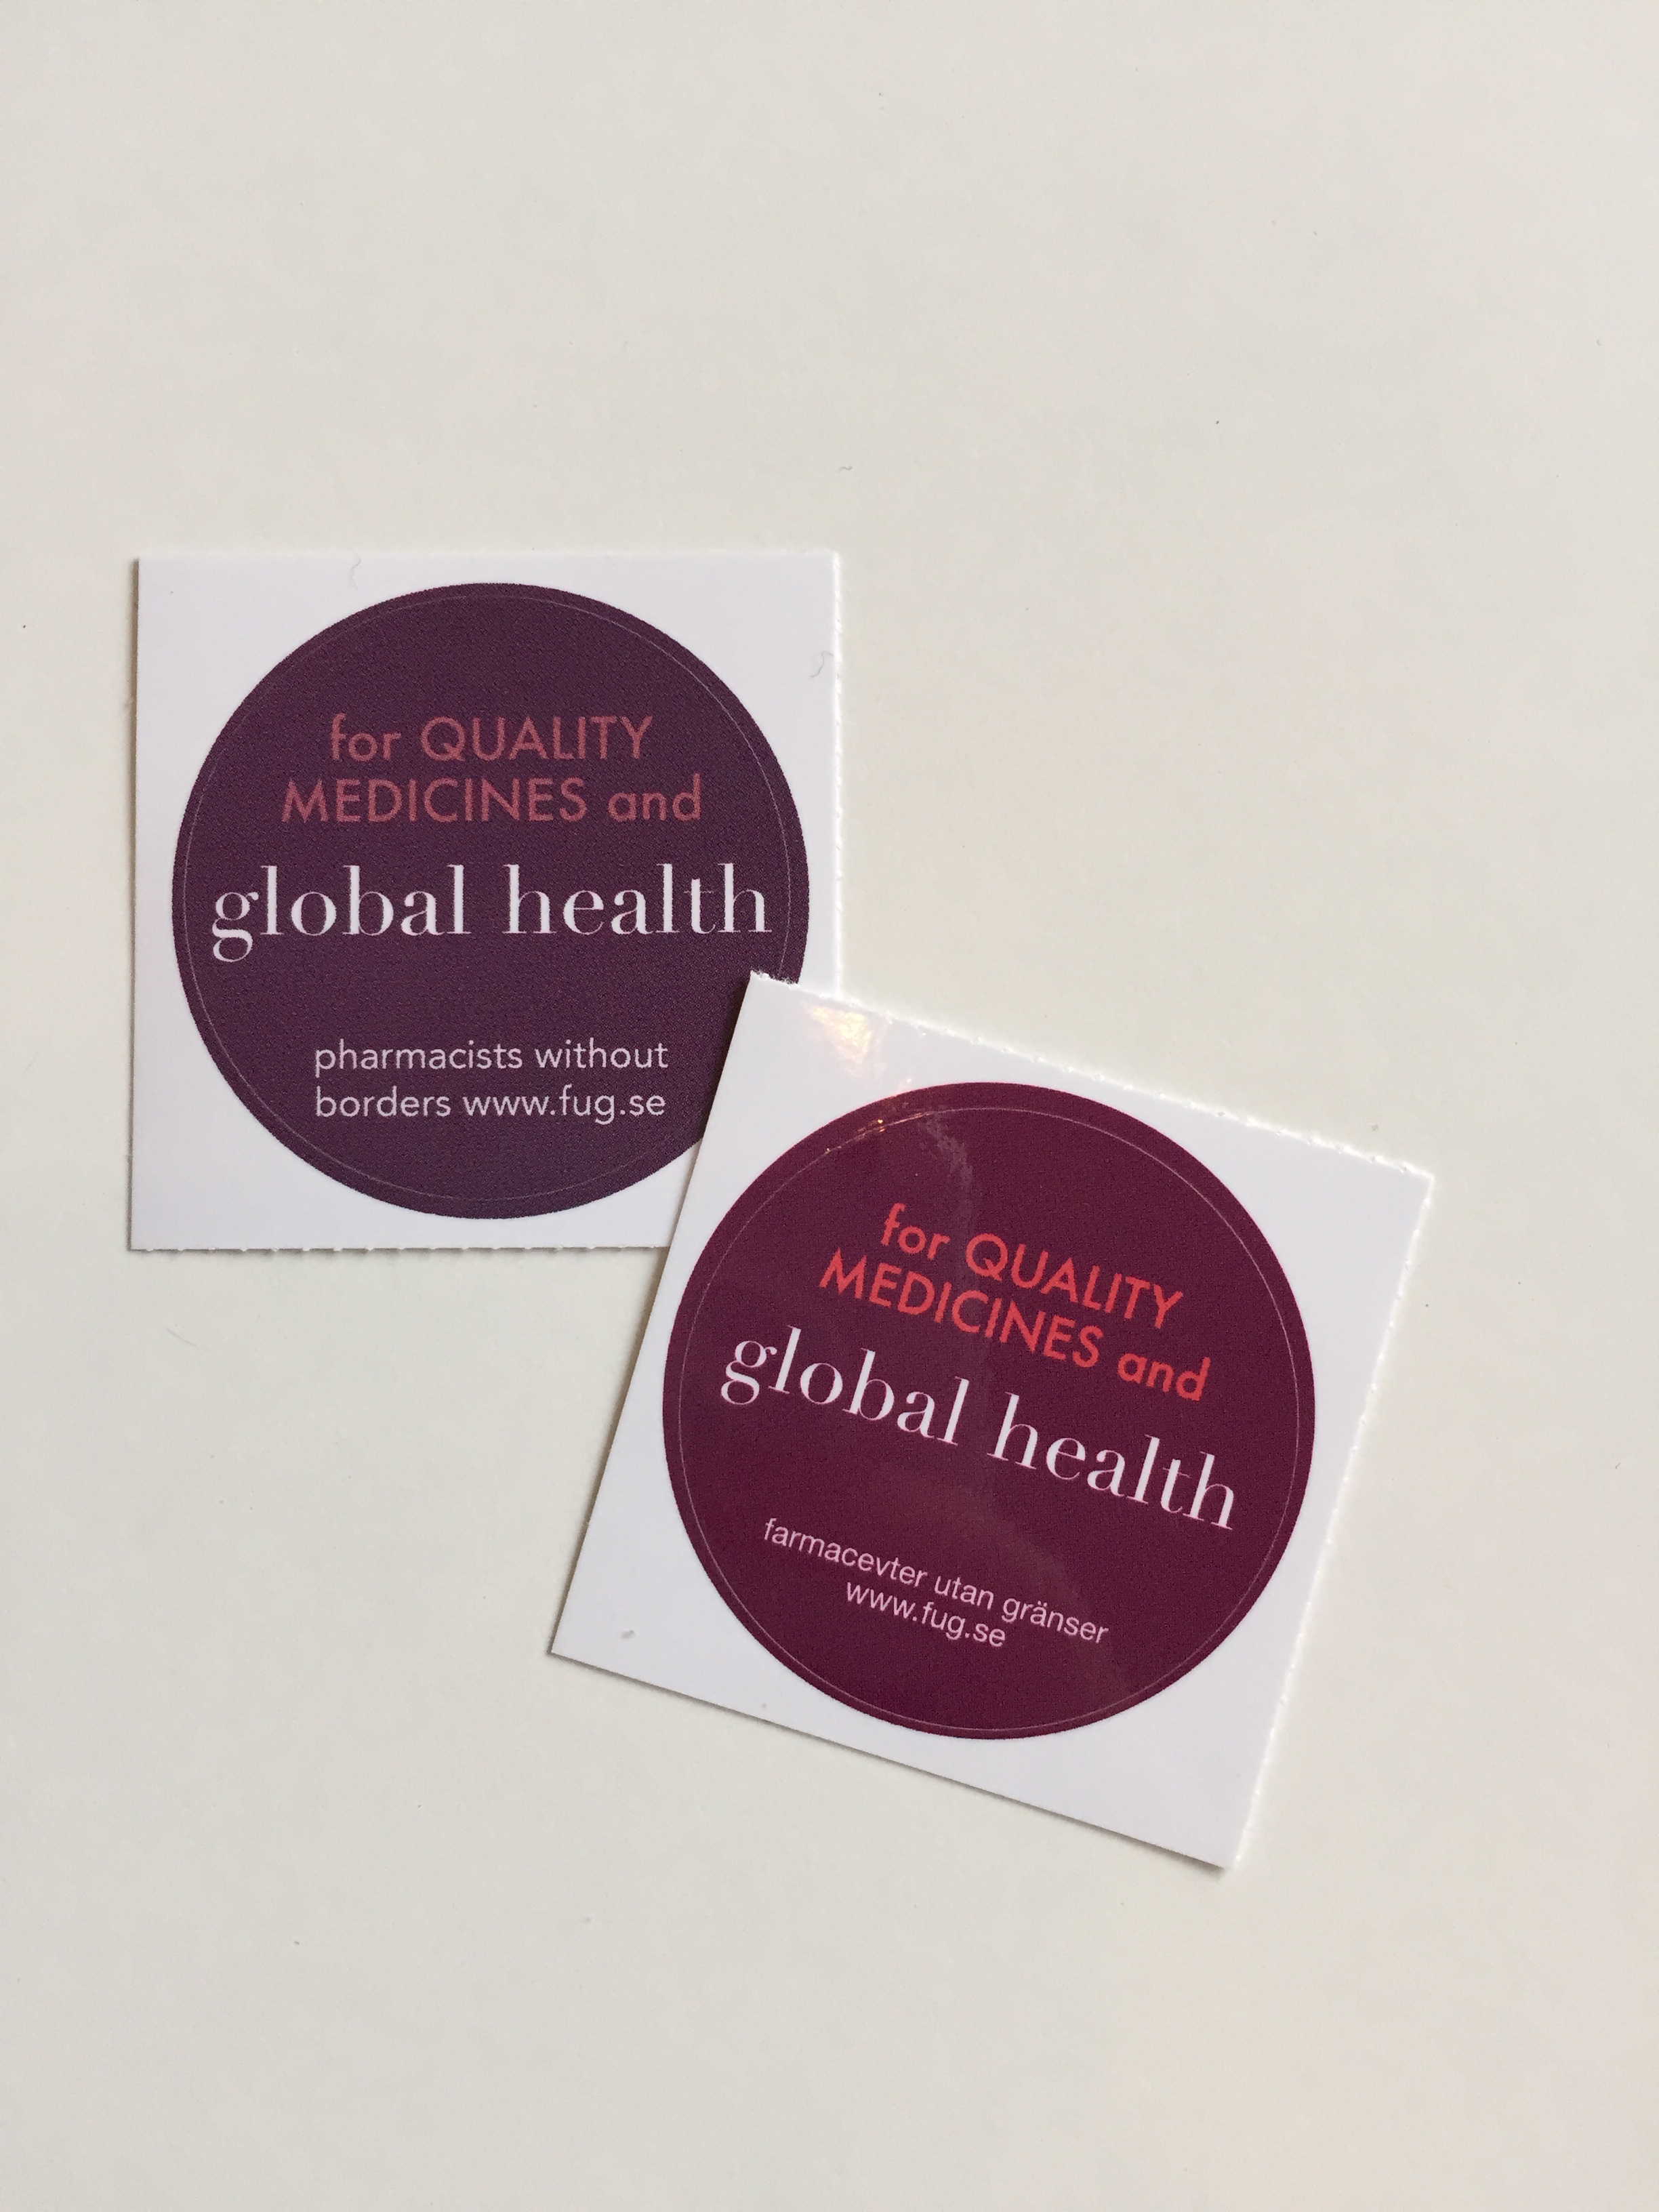 for QUALITY
MEDICINES and
global health
pharmacists without
borders www.fug.se
for QUALITY
MEDICINES and
global health
farmacevter utan gränser
www.fug.se